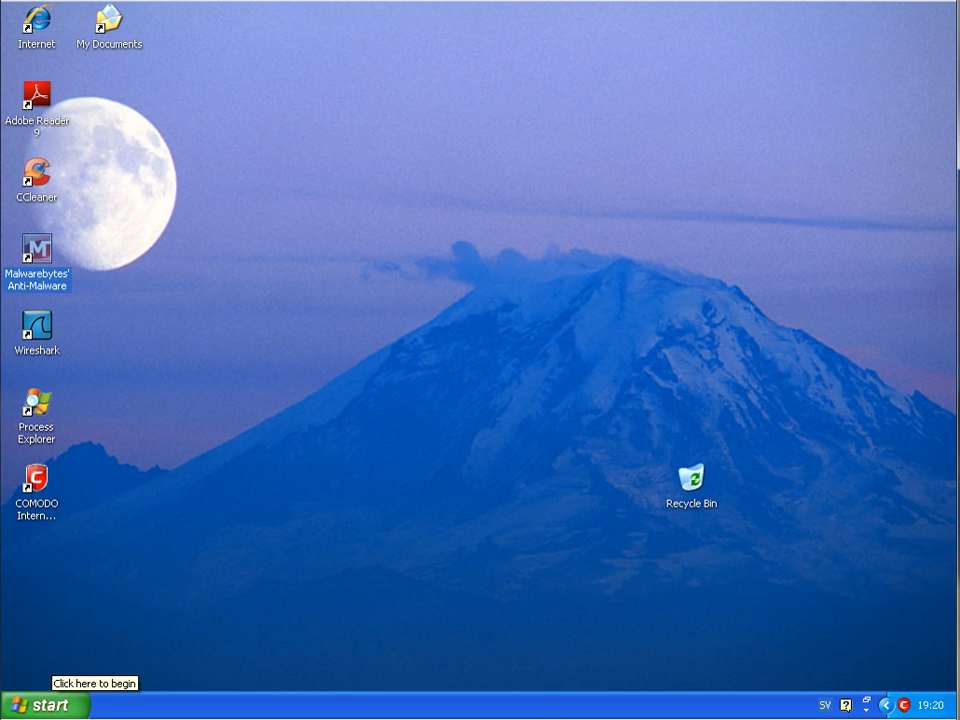 Internet
My Documents
Adobe Reader
9
CCleaner
Malwarebytes'
Anti-Malware
Wireshark
Process
Explorer
COMODO
Intern...
Recycle Bin
Click here to begin
start
SV
19:20